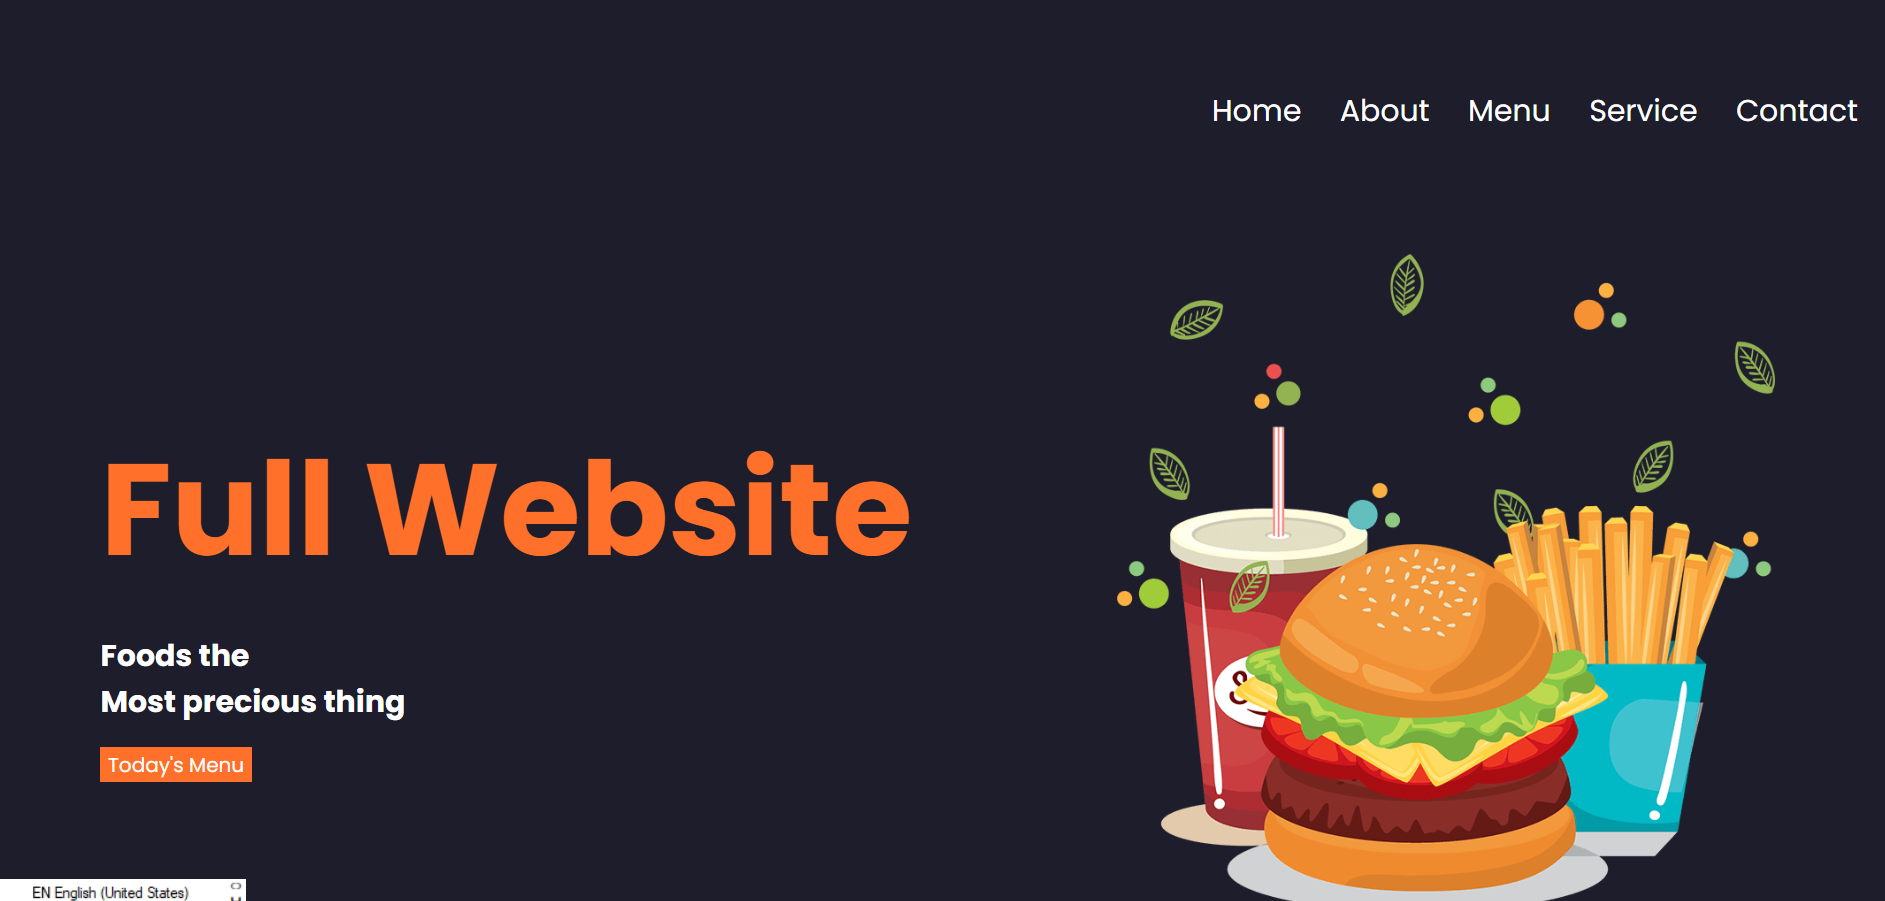 Home About Menu Service Contact
Full Website
Foods the
Most precious thing
Today's Menu
EN English (United States)